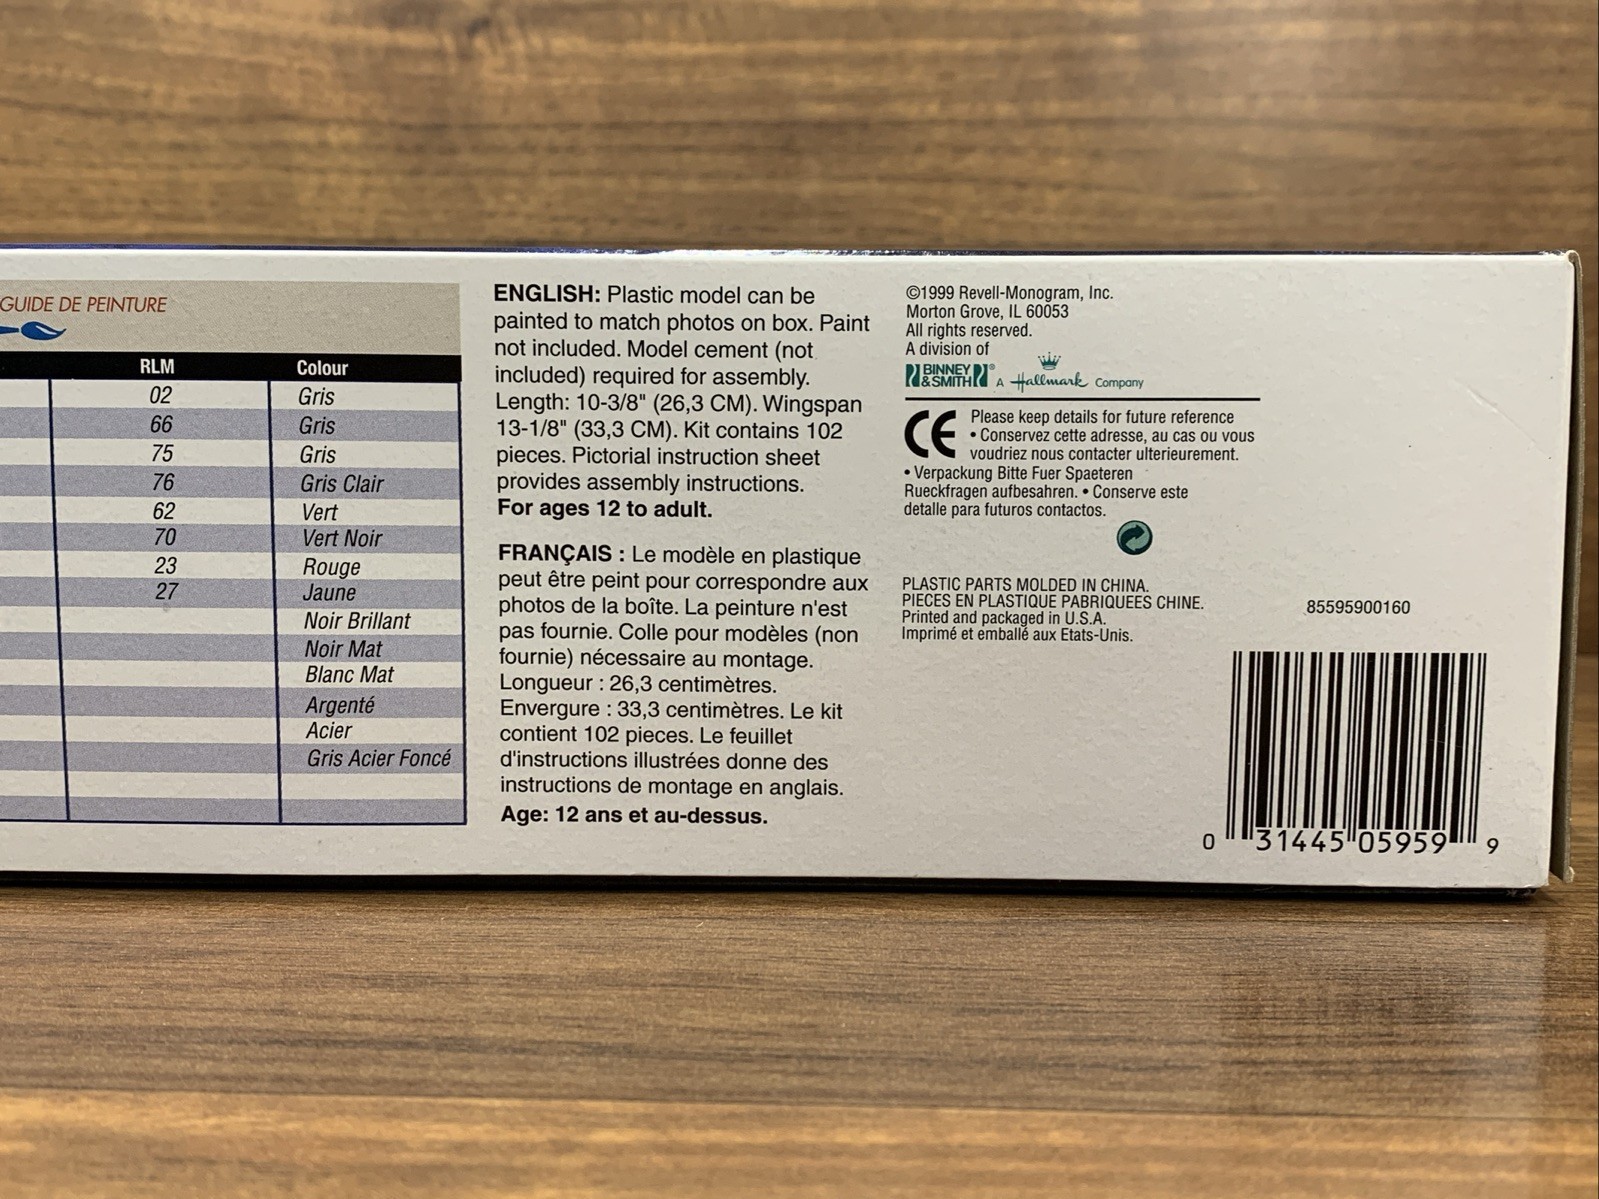 GUIDE DE PEINTURE
RLM Colour
02 Gris
66 Gris
75 Gris
76 Gris Clair
62 Vert
70 Vert Noir
23 Rouge
27 Jaune
Noir Brillant
Noir Mat
Blanc Mat
Argenté
Acier
Gris Acier Foncé
ENGLISH: Plastic model can be
painted to match photos on box. Paint
not included. Model cement (not
included) required for assembly.
Length: 10-3/8" (26,3 CM). Wingspan
13-1/8" (33,3 CM). Kit contains 102
pieces. Pictorial instruction sheet
provides assembly instructions.
For ages 12 to adult.
FRANÇAIS : Le modèle en plastique
peut être peint pour correspondre aux
photos de la boîte. La peinture n'est
pas fournie. Colle pour modèles (non
fournie) nécessaire au montage.
Longueur : 26,3 centimètres.
Envergure : 33,3 centimètres. Le kit
contient 102 pieces. Le feuillet
d'instructions illustrées donne des
instructions de montage en anglais.
Age: 12 ans et au-dessus.
©1999 Revell-Monogram, Inc.
Morton Grove, IL 60053
All rights reserved.
A division of
BINNEY & SMITH® A Hallmark Company
CE Please keep details for future reference
• Conservez cette adresse, au cas ou vous
voudriez nous contacter ulterieurement.
• Verpackung Bitte Fuer Spaeteren
Rueckfragen aufbesahren. • Conserve este
detalle para futuros contactos.
PLASTIC PARTS MOLDED IN CHINA.
PIECES EN PLASTIQUE PABRIQUEES CHINE.
Printed and packaged in U.S.A.
Imprimé et emballé aux Etats-Unis.
85595900160
0 31445 05959 9